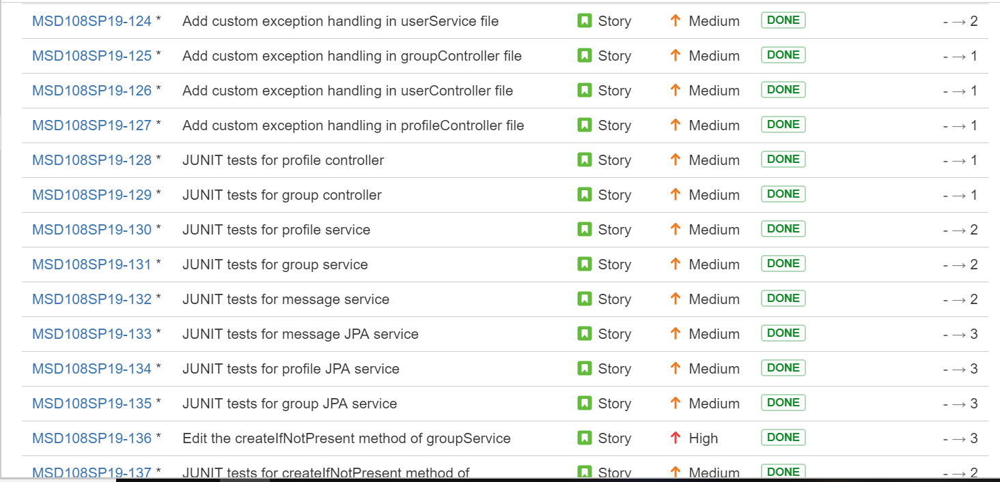 MSD108SP19-124 * Add custom exception handling in userService file Story Medium DONE - → 2
MSD108SP19-125 * Add custom exception handling in groupController file Story Medium DONE - → 1
MSD108SP19-126 * Add custom exception handling in userController file Story Medium DONE - → 1
MSD108SP19-127 * Add custom exception handling in profileController file Story Medium DONE - → 1
MSD108SP19-128 * JUNIT tests for profile controller Story Medium DONE - → 1
MSD108SP19-129 * JUNIT tests for group controller Story Medium DONE - → 1
MSD108SP19-130 * JUNIT tests for profile service Story Medium DONE - → 2
MSD108SP19-131 * JUNIT tests for group service Story Medium DONE - → 2
MSD108SP19-132 * JUNIT tests for message service Story Medium DONE - → 2
MSD108SP19-133 * JUNIT tests for message JPA service Story Medium DONE - → 3
MSD108SP19-134 * JUNIT tests for profile JPA service Story Medium DONE - → 3
MSD108SP19-135 * JUNIT tests for group JPA service Story Medium DONE - → 3
MSD108SP19-136 * Edit the createIfNotPresent method of groupService Story High DONE - → 3
MSD108SP19-137 * JUNIT tests for createIfNotPresent method of Story Medium DONE - → 2